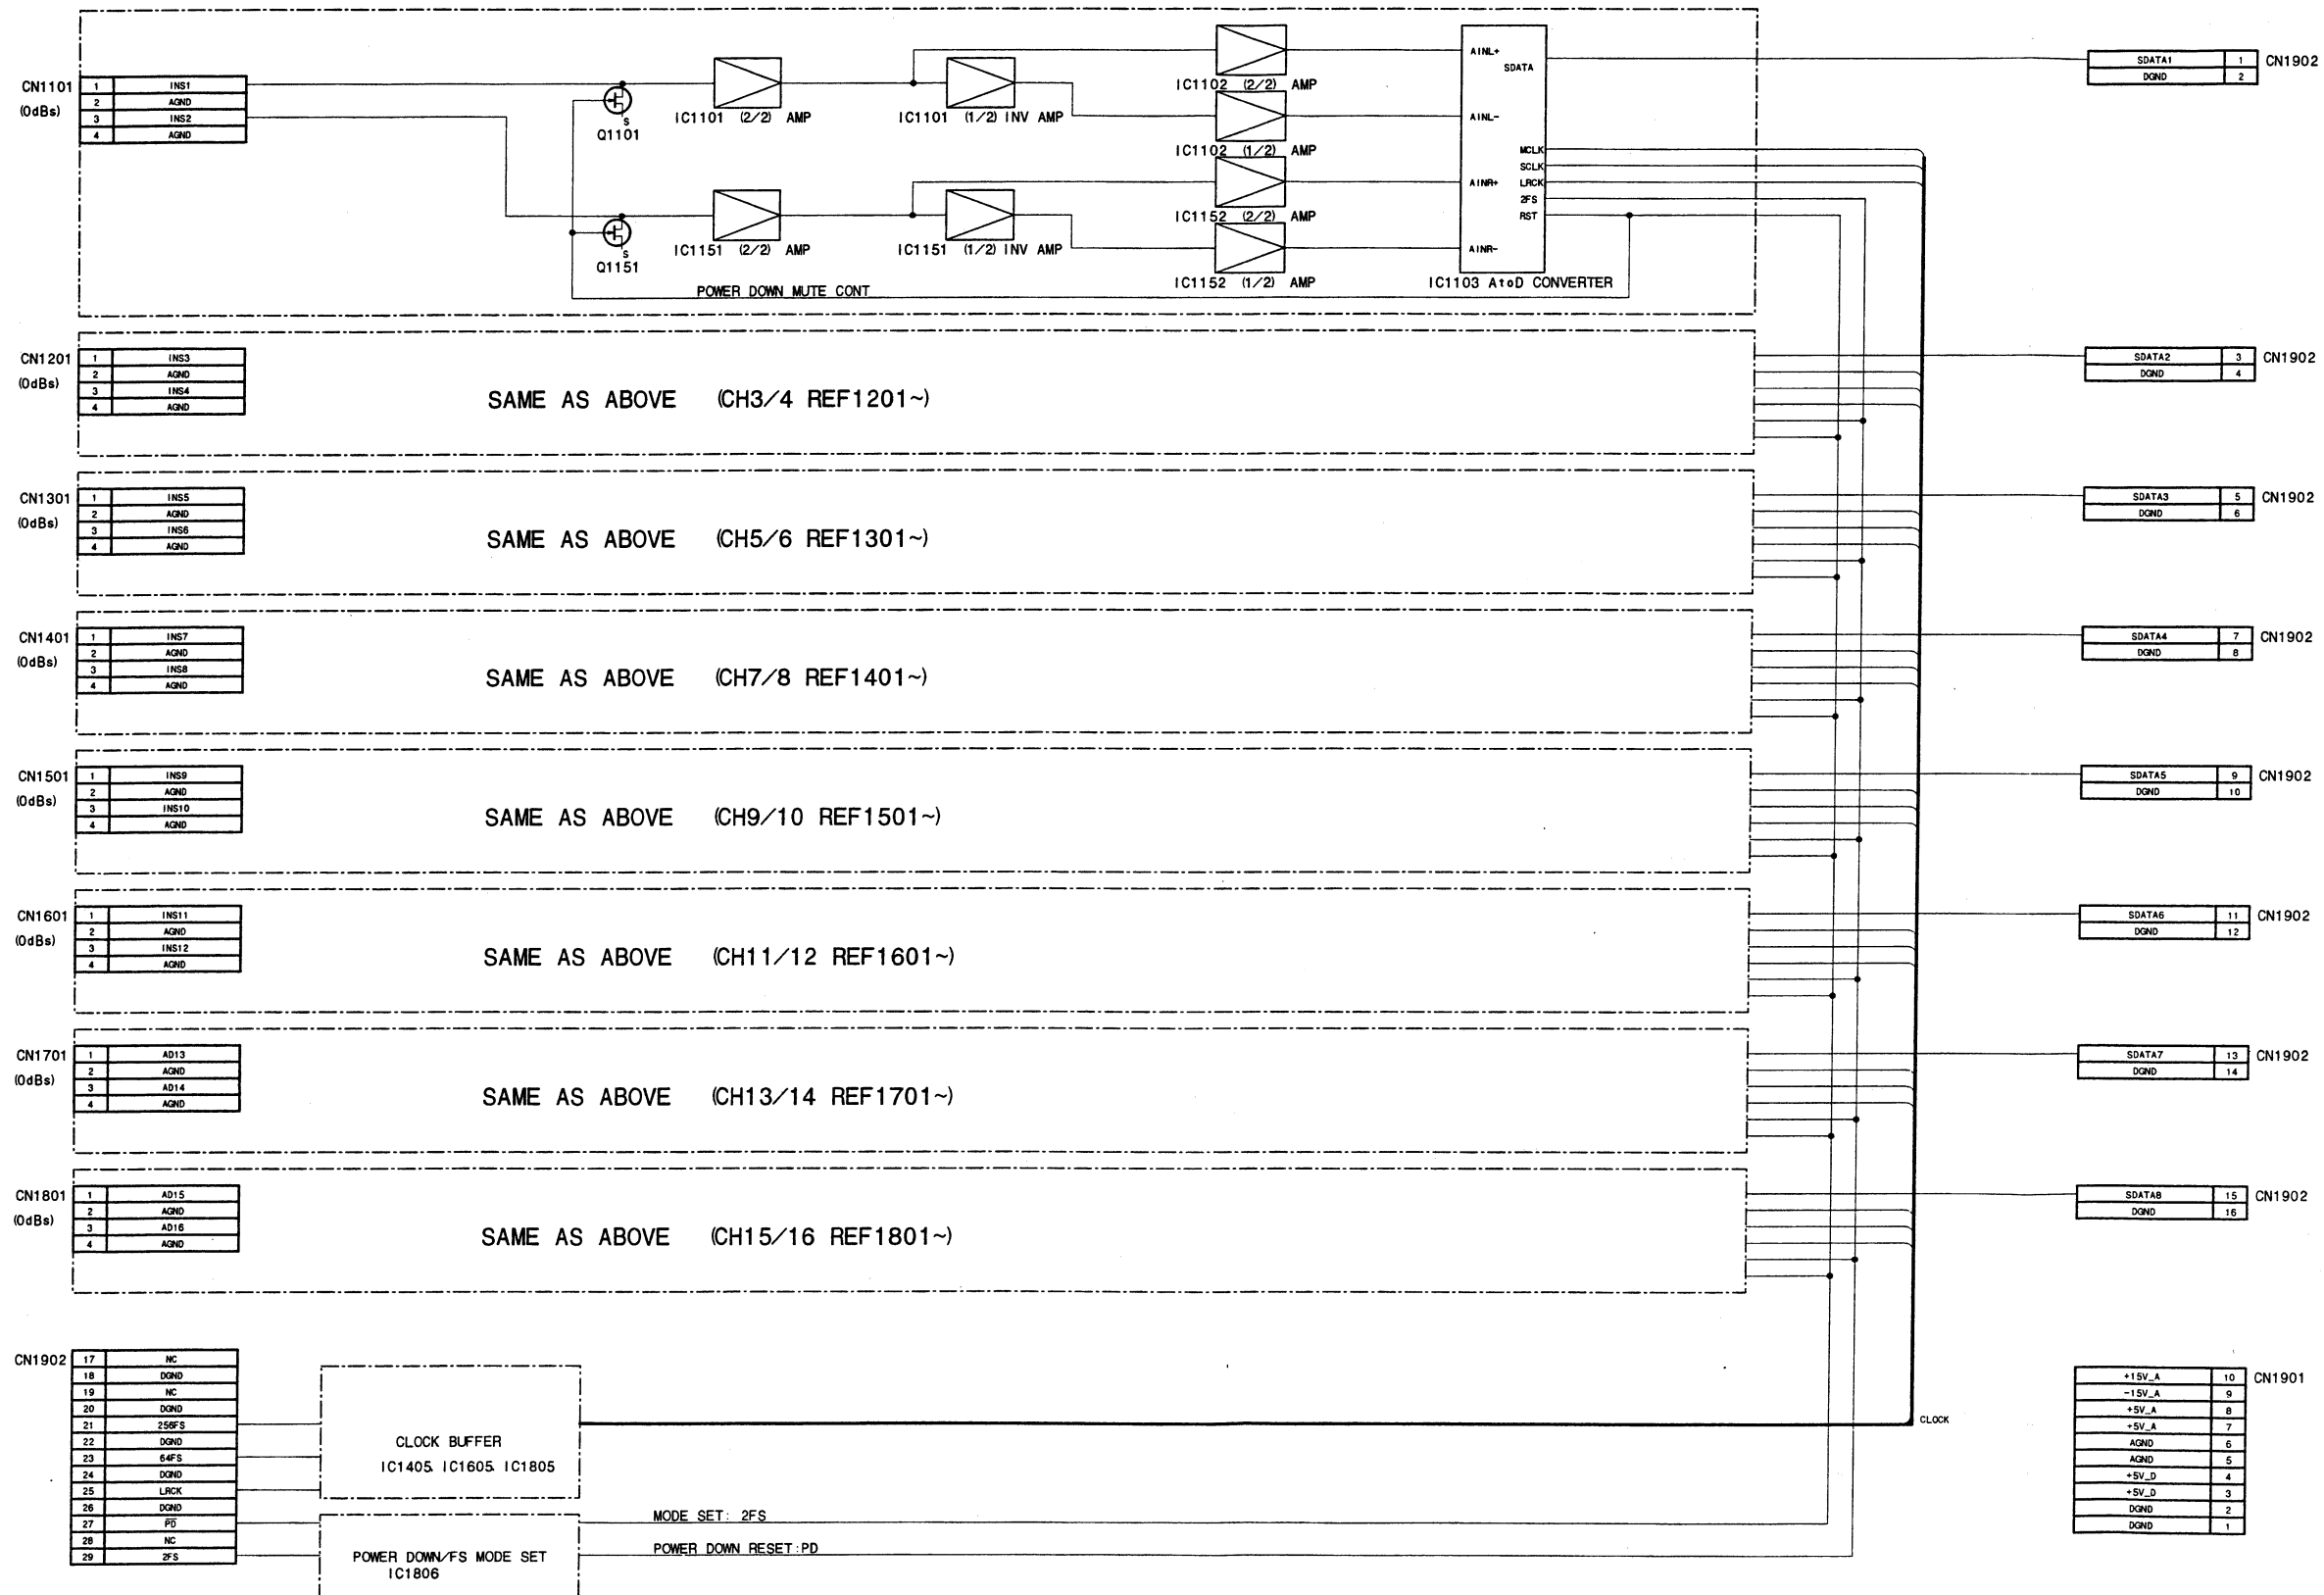 CN1101
(0dBs)
1 INS1
2 AGND
3 INS2
4 AGND
Q1101
S
IC1101 (2/2) AMP
IC1101 (1/2) INV AMP
IC1102 (2/2) AMP
IC1102 (1/2) AMP
Q1151
S
IC1151 (2/2) AMP
IC1151 (1/2) INV AMP
IC1152 (2/2) AMP
IC1152 (1/2) AMP
POWER DOWN MUTE CONT
AINL+
SDATA
AINL-
MCLK
SCLK
AINR+
LRCK
2FS
RST
AINR-
IC1103 AtoD CONVERTER
SDATA1 1
DGND 2
CN1902
CN1201
(0dBs)
1 INS3
2 AGND
3 INS4
4 AGND
SAME AS ABOVE (CH3/4 REF1201~)
SDATA2 3
DGND 4
CN1902
CN1301
(0dBs)
1 INS5
2 AGND
3 INS6
4 AGND
SAME AS ABOVE (CH5/6 REF1301~)
SDATA3 5
DGND 6
CN1902
CN1401
(0dBs)
1 INS7
2 AGND
3 INS8
4 AGND
SAME AS ABOVE (CH7/8 REF1401~)
SDATA4 7
DGND 8
CN1902
CN1501
(0dBs)
1 INS9
2 AGND
3 INS10
4 AGND
SAME AS ABOVE (CH9/10 REF1501~)
SDATA5 9
DGND 10
CN1902
CN1601
(0dBs)
1 INS11
2 AGND
3 INS12
4 AGND
SAME AS ABOVE (CH11/12 REF1601~)
SDATA6 11
DGND 12
CN1902
CN1701
(0dBs)
1 AD13
2 AGND
3 AD14
4 AGND
SAME AS ABOVE (CH13/14 REF1701~)
SDATA7 13
DGND 14
CN1902
CN1801
(0dBs)
1 AD15
2 AGND
3 AD16
4 AGND
SAME AS ABOVE (CH15/16 REF1801~)
SDATA8 15
DGND 16
CN1902
CN1902
17 NC
18 DGND
19 NC
20 DGND
21 256FS
22 DGND
23 64FS
24 DGND
25 LRCK
26 DGND
27 PD
28 NC
29 2FS
CLOCK BUFFER
IC1405, IC1605, IC1805
POWER DOWN/FS MODE SET
IC1806
MODE SET: 2FS
POWER DOWN RESET:PD
CLOCK
+15V_A 10
-15V_A 9
+5V_A 8
+5V_A 7
AGND 6
AGND 5
+5V_D 4
+5V_D 3
DGND 2
DGND 1
CN1901